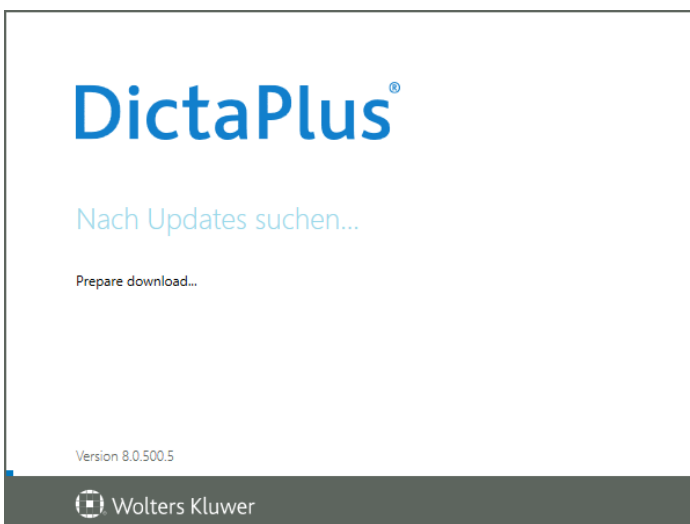 DictaPlus®
Nach Updates suchen...
Prepare download...
Version 8.0.500.5
Wolters Kluwer